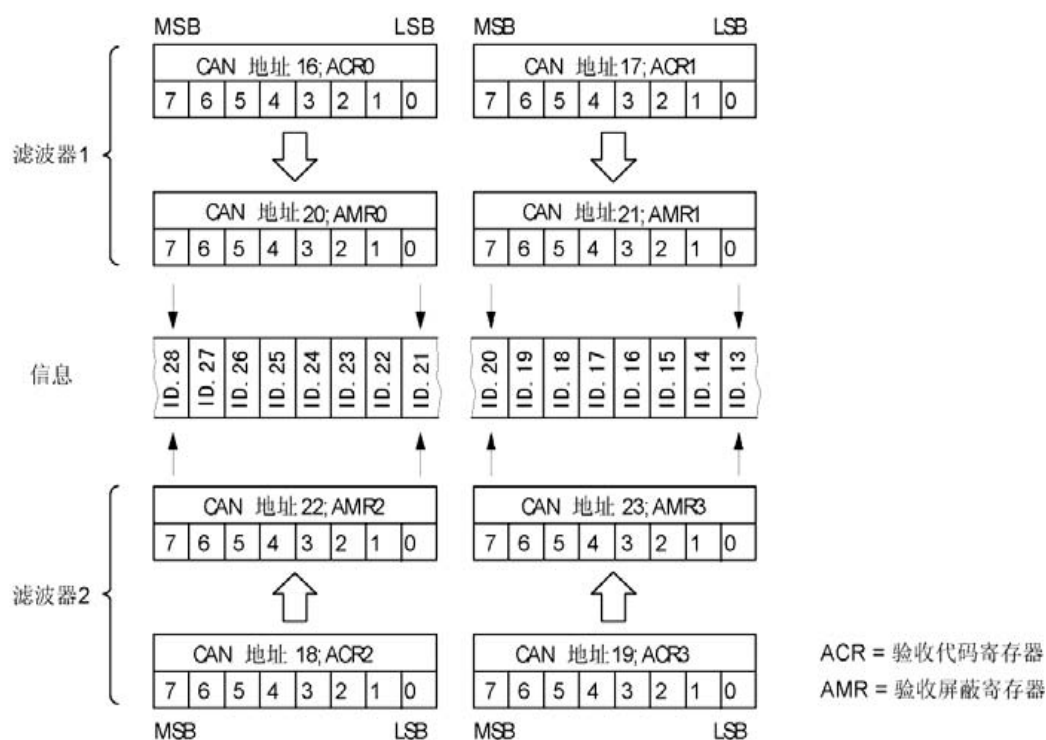 MSB LSB MSB LSB
CAN 地址 16; ACR0 CAN 地址 17; ACR1
7 6 5 4 3 2 1 0 7 6 5 4 3 2 1 0
滤波器1
CAN 地址 20; AMR0 CAN 地址 21; AMR1
7 6 5 4 3 2 1 0 7 6 5 4 3 2 1 0
信息
ID. 28 ID. 27 ID. 26 ID. 25 ID. 24 ID. 23 ID. 22 ID. 21 ID. 20 ID. 19 ID. 18 ID. 17 ID. 16 ID. 15 ID. 14 ID. 13
CAN 地址 22; AMR2 CAN 地址 23; AMR3
7 6 5 4 3 2 1 0 7 6 5 4 3 2 1 0
滤波器2
CAN 地址 18; ACR2 CAN 地址 19; ACR3
7 6 5 4 3 2 1 0 7 6 5 4 3 2 1 0
MSB LSB MSB LSB
ACR = 验收代码寄存器
AMR = 验收屏蔽寄存器